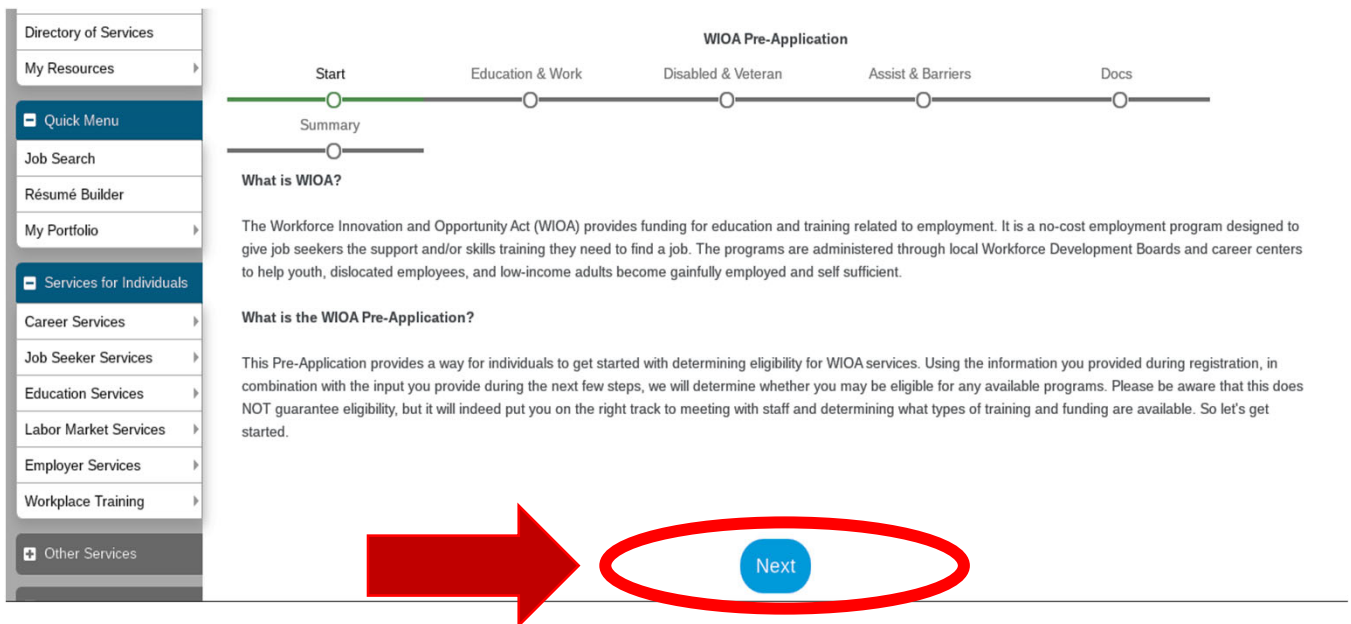 Directory of Services
My Resources
Quick Menu
Job Search
Résumé Builder
My Portfolio
Services for Individuals
Career Services
Job Seeker Services
Education Services
Labor Market Services
Employer Services
Workplace Training
Other Services
WIOA Pre-Application
Start Education & Work Disabled & Veteran Assist & Barriers Docs
Summary
What is WIOA?
The Workforce Innovation and Opportunity Act (WIOA) provides funding for education and training related to employment. It is a no-cost employment program designed to
give job seekers the support and/or skills training they need to find a job. The programs are administered through local Workforce Development Boards and career centers
to help youth, dislocated employees, and low-income adults become gainfully employed and self sufficient.
What is the WIOA Pre-Application?
This Pre-Application provides a way for individuals to get started with determining eligibility for WIOA services. Using the information you provided during registration, in
combination with the input you provide during the next few steps, we will determine whether you may be eligible for any available programs. Please be aware that this does
NOT guarantee eligibility, but it will indeed put you on the right track to meeting with staff and determining what types of training and funding are available. So let's get
started.
Next